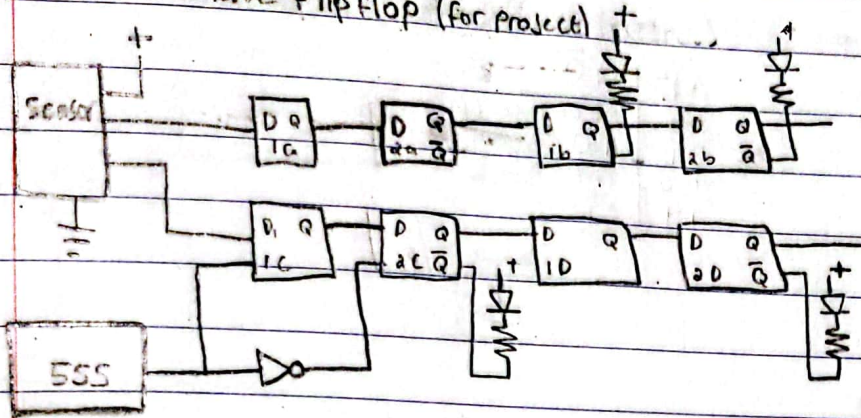 Flip flop (for project)
+
+
+
Sensor
D Q
1a
D Q
2a Q̅
D Q
1b
D Q
2b Q̅
D₁ Q
1C
D Q
2C Q̅
D Q
1D
D Q
2D Q̅
+
+
555